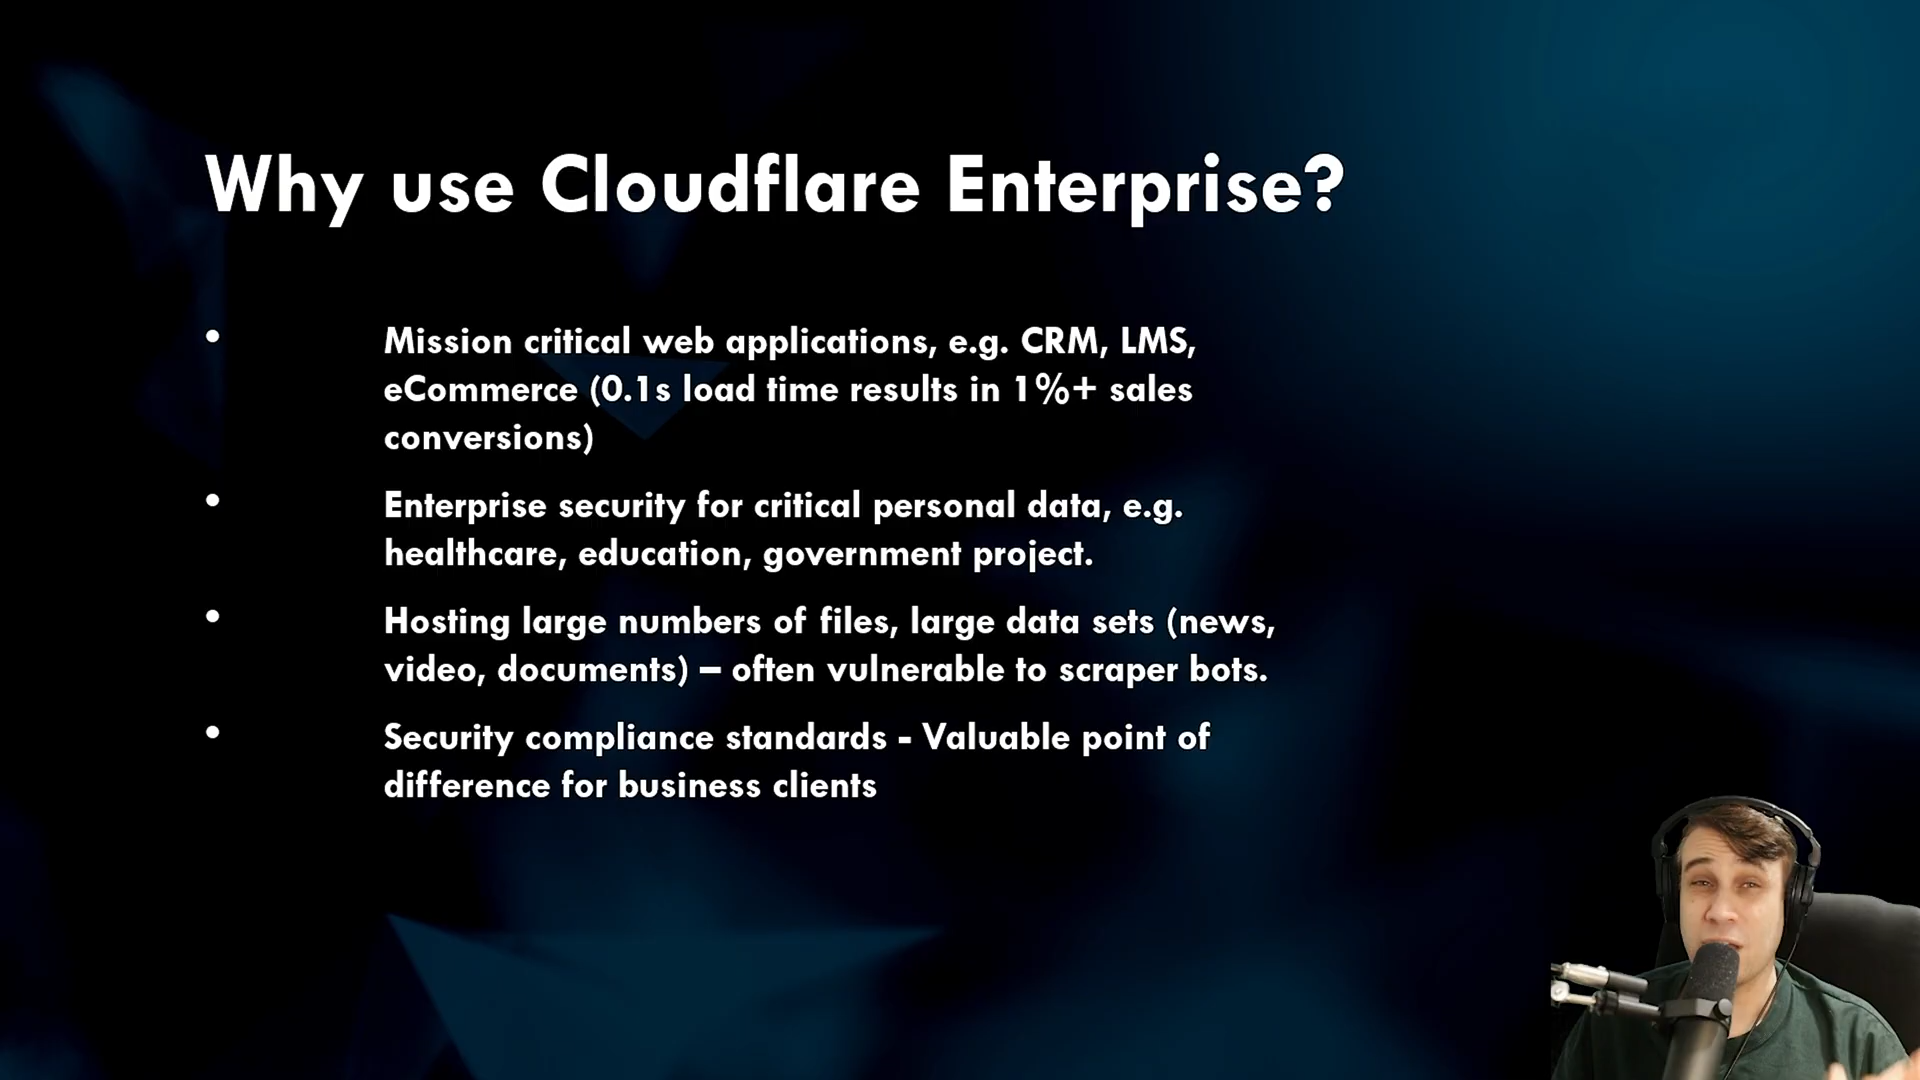 Why use Cloudflare Enterprise?
• Mission critical web applications, e.g. CRM, LMS,
eCommerce (0.1s load time results in 1%+ sales
conversions)
• Enterprise security for critical personal data, e.g.
healthcare, education, government project.
• Hosting large numbers of files, large data sets (news,
video, documents) – often vulnerable to scraper bots.
• Security compliance standards - Valuable point of
difference for business clients